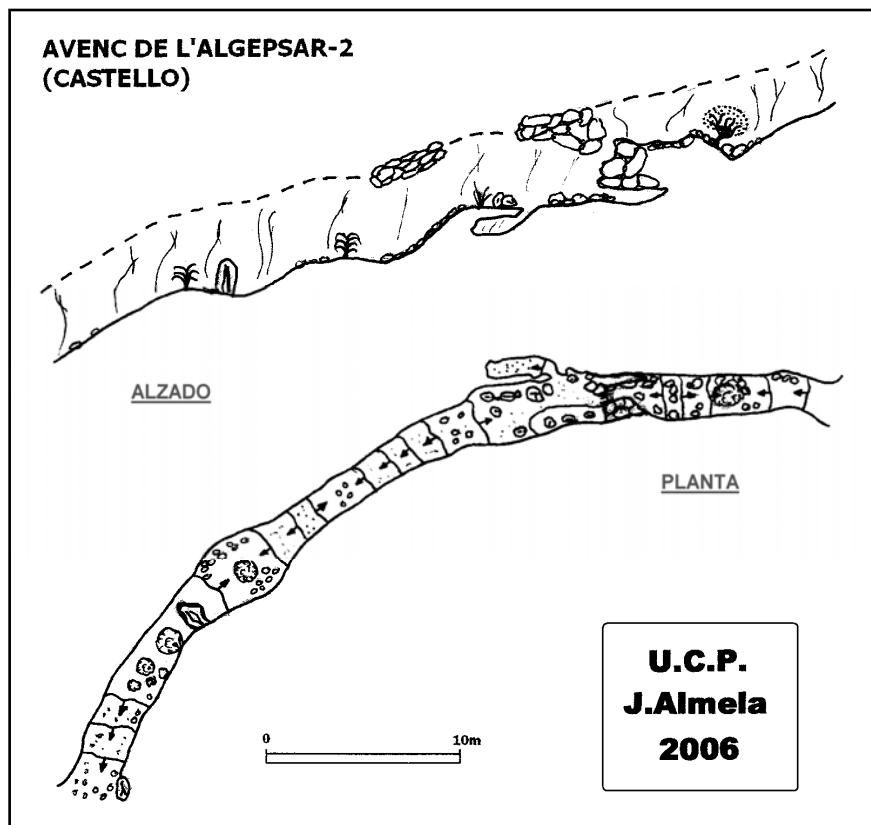 AVENC DE L'ALGEPSAR-2
(CASTELLO)
ALZADO
PLANTA
0 10m
U.C.P.
J.Almela
2006